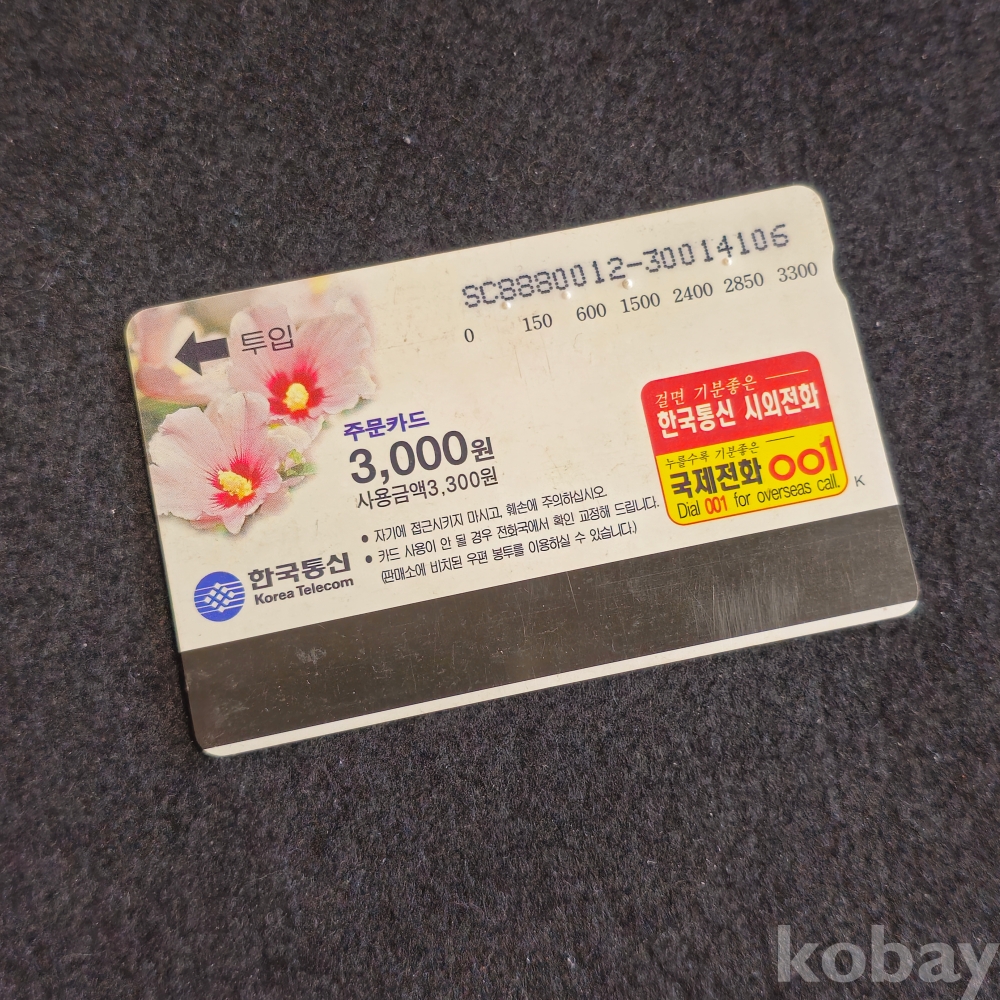 SC8880012-30014106
0 150 600 1500 2400 2850 3300
투입
주문카드
3,000원
사용금액3,300원
걸면 기분좋은
한국통신 시외전화
누를수록 기분좋은
국제전화 001
Dial 001 for overseas call.
K
• 자기에 접근시키지 마시고, 훼손에 주의하십시오.
• 카드 사용이 안 될 경우 전화국에서 확인 교정해 드립니다.
(판매소에 비치된 우편 봉투를 이용하실 수 있습니다.)
한국통신
Korea Telecom
kobay